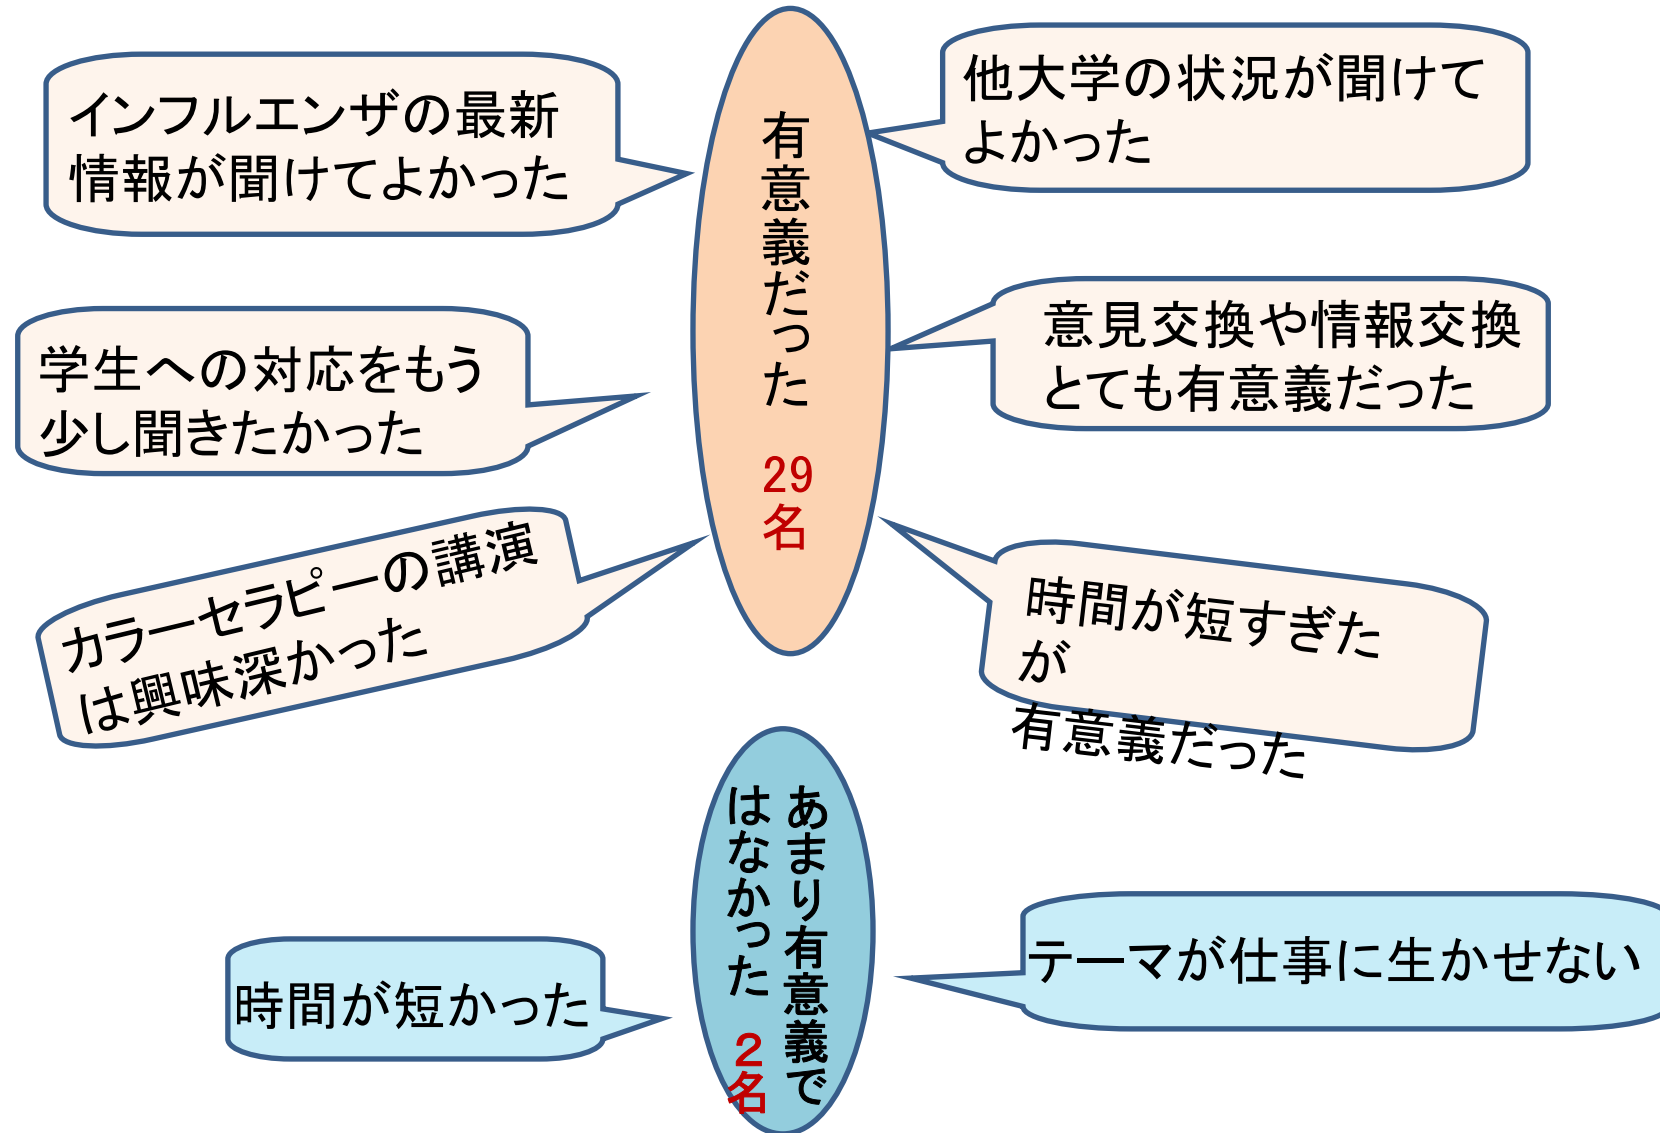 インフルエンザの最新
情報が聞けてよかった
他大学の状況が聞けて
よかった
有意義だった 29
名
学生への対応をもう
少し聞きたかった
意見交換や情報交換
とても有意義だった
カラーセラピーの講演
は興味深かった
時間が短すぎた
が
有意義だった
あまり有意義で
はなかった 2名
時間が短かった
テーマが仕事に生かせない